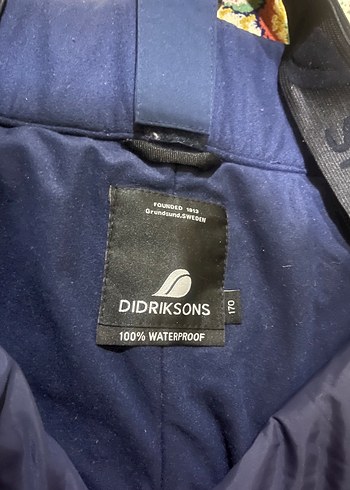 FOUNDED 1913
Grundsund, SWEDEN
DIDRIKSONS
170
100% WATERPROOF